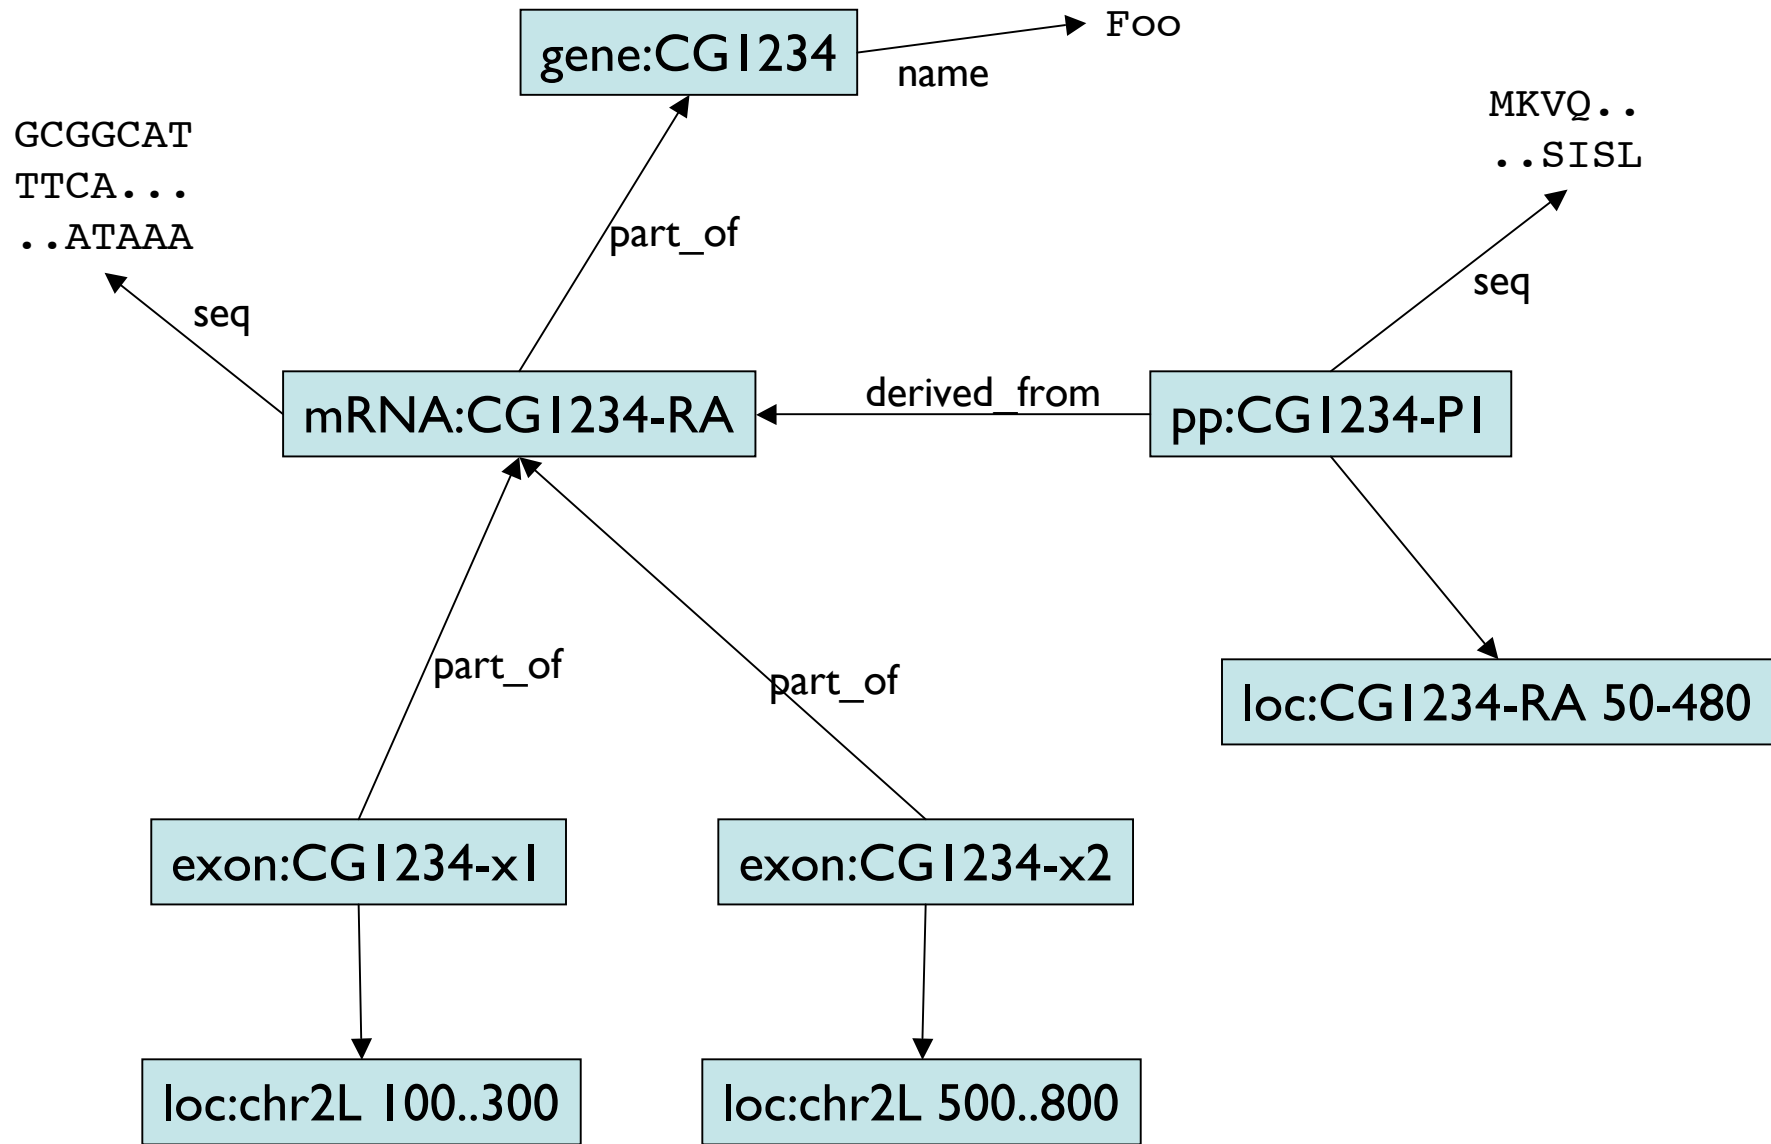 gene:CG1234
Foo
name
GCGGCAT
TTCA...
..ATAAA
MKVQ..
..SISL
part_of
seq
seq
mRNA:CG1234-RA
derived_from
pp:CG1234-P1
part_of
part_of
loc:CG1234-RA 50-480
exon:CG1234-x1
exon:CG1234-x2
loc:chr2L 100..300
loc:chr2L 500..800